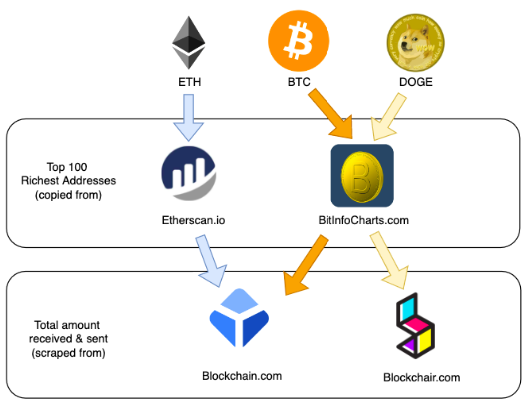 ETH
BTC
DOGE
Top 100
Richest Addresses
(copied from)
Etherscan.io
BitInfoCharts.com
Total amount
received & sent
(scraped from)
Blockchain.com
Blockchair.com